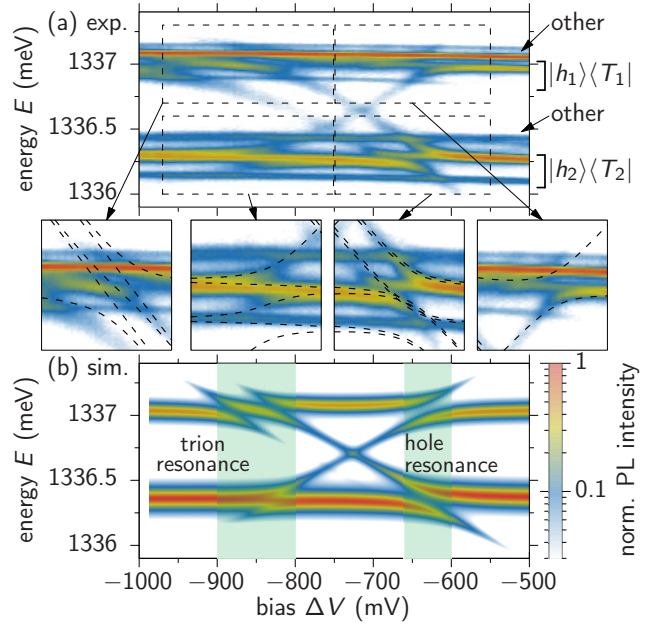 (a) exp.
other
1337
|h₁⟩⟨T₁|
energy E (meV)
1336.5
other
|h₂⟩⟨T₂|
1336
(b) sim.
1337
trion
resonance
hole
resonance
energy E (meV)
1336.5
1336
1
0.1
norm. PL intensity
−1000 −900 −800 −700 −600 −500
bias ΔV (mV)